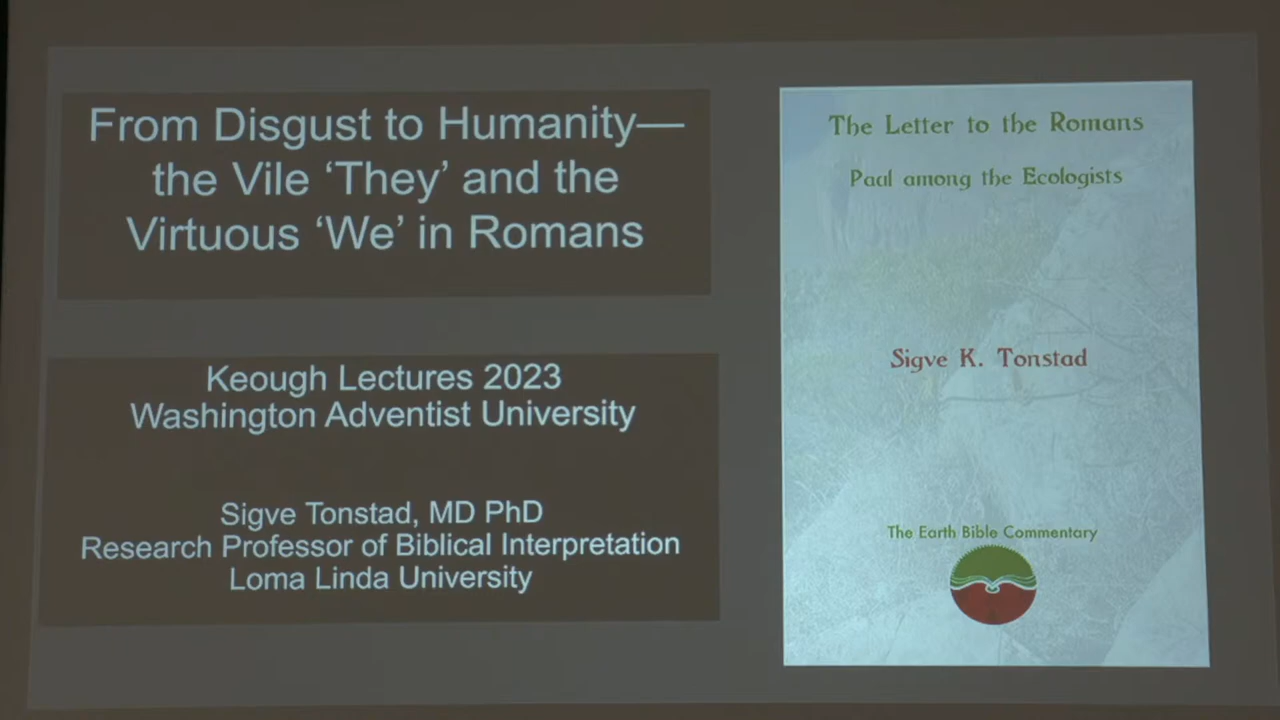 From Disgust to Humanity—
the Vile ‘They’ and the
Virtuous ‘We’ in Romans
Keough Lectures 2023
Washington Adventist University
Sigve Tonstad, MD PhD
Research Professor of Biblical Interpretation
Loma Linda University
The Letter to the Romans
Paul among the Ecologists
Sigve K. Tonstad
The Earth Bible Commentary